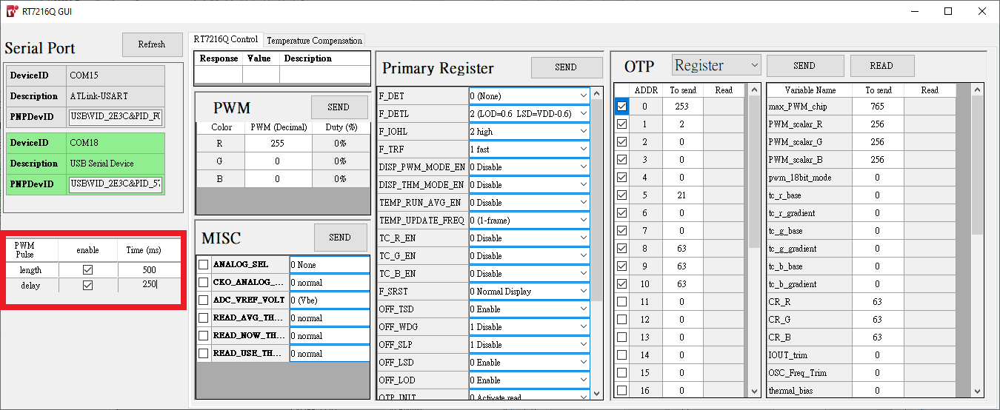 RT7216Q GUI
Serial Port
Refresh
DeviceID COM15
Description ATLink-USART
PNPDevID USB\VID_2E3C&PID_F0
DeviceID COM18
Description USB Serial Device
PNPDevID USB\VID_2E3C&PID_57
PWM Pulse enable Time (ms)
length 500
delay 250
RT7216Q Control Temperature Compensation
Response Value Description
PWM SEND
Color PWM (Decimal) Duty (%)
R 255 0%
G 0 0%
B 0 0%
MISC SEND
ANALOG_SEL 0 None
CKO_ANALOG_... 0 normal
ADC_VREF_VOLT 0 (Vbe)
READ_AVG_TH... 0 normal
READ_NOW_TH... 0 normal
READ_USE_TH... 0 normal
Primary Register SEND
F_DET 0 (None)
F_DETL 2 (LOD=0.6 LSD=VDD-0.6)
F_IOHL 2 high
F_TRF 1 fast
DISP_PWM_MODE_EN 0 Disable
DISP_THM_MODE_EN 0 Disable
TEMP_RUN_AVG_EN 0 Disable
TEMP_UPDATE_FREQ 0 (1-frame)
TC_R_EN 0 Disable
TC_G_EN 0 Disable
TC_B_EN 0 Disable
F_SRST 0 Normal Display
OFF_TSD 0 Enable
OFF_WDG 1 Disable
OFF_SLP 1 Disable
OFF_LSD 0 Enable
OFF_LOD 0 Enable
OTP_INIT 0 Activate read
OTP Register SEND READ
ADDR To send Read
0 253
1 2
2 0
3 0
4 0
5 21
6 0
7 0
8 63
9 63
10 63
11 0
12 0
13 0
14 0
15 0
16 0
Variable Name To send Read
max_PWM_chip 765
PWM_scalar_R 256
PWM_scalar_G 256
PWM_scalar_B 256
pwm_18bit_mode 0
tc_r_base 0
tc_r_gradient 0
tc_g_base 0
tc_g_gradient 0
tc_b_base 0
tc_b_gradient 0
CR_R 63
CR_G 63
CR_B 63
IOUT_trim 0
OSC_Freq_Trim 0
thermal_bias 0